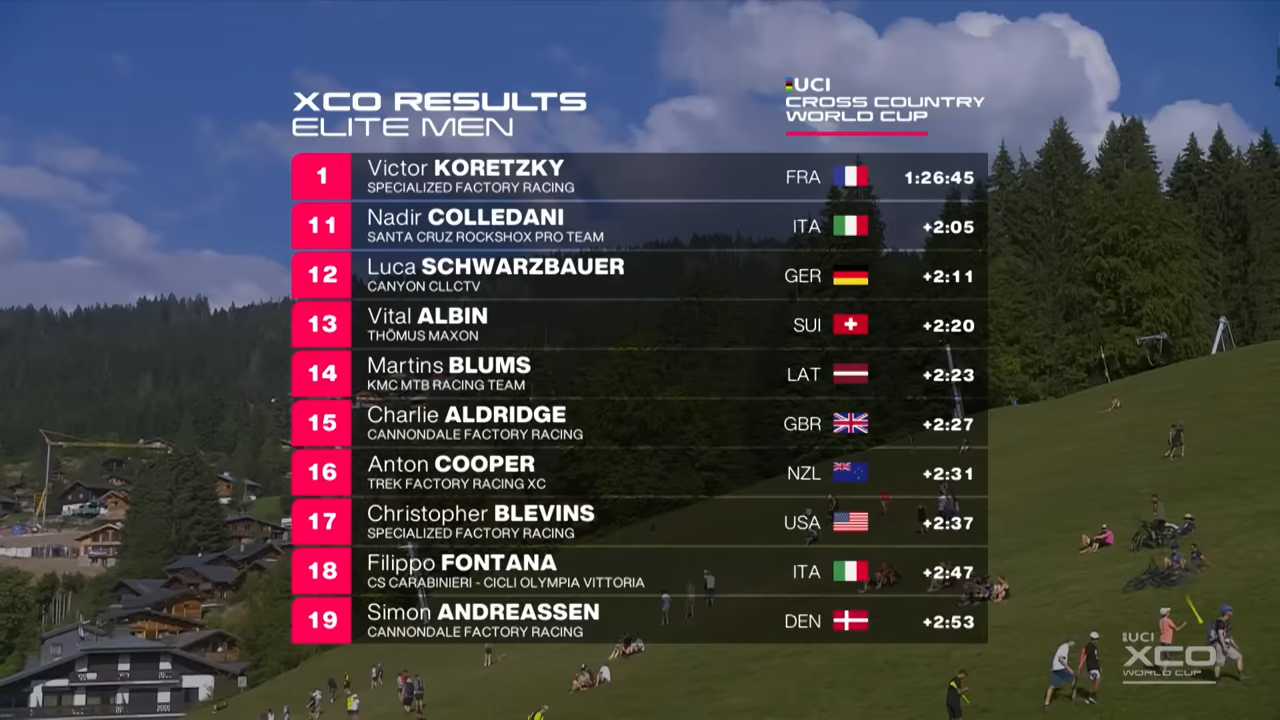 XCO RESULTS
ELITE MEN
UCI
CROSS COUNTRY
WORLD CUP
1 Victor KORETZKY FRA 1:26:45
SPECIALIZED FACTORY RACING
11 Nadir COLLEDANI ITA +2:05
SANTA CRUZ ROCKSHOX PRO TEAM
12 Luca SCHWARZBAUER GER +2:11
CANYON CLLCTV
13 Vital ALBIN SUI +2:20
THÖMUS MAXON
14 Martins BLUMS LAT +2:23
KMC MTB RACING TEAM
15 Charlie ALDRIDGE GBR +2:27
CANNONDALE FACTORY RACING
16 Anton COOPER NZL +2:31
TREK FACTORY RACING XC
17 Christopher BLEVINS USA +2:37
SPECIALIZED FACTORY RACING
18 Filippo FONTANA ITA +2:47
CS CARABINIERI - CICLI OLYMPIA VITTORIA
19 Simon ANDREASSEN DEN +2:53
CANNONDALE FACTORY RACING
UCI
XCO
WORLD CUP